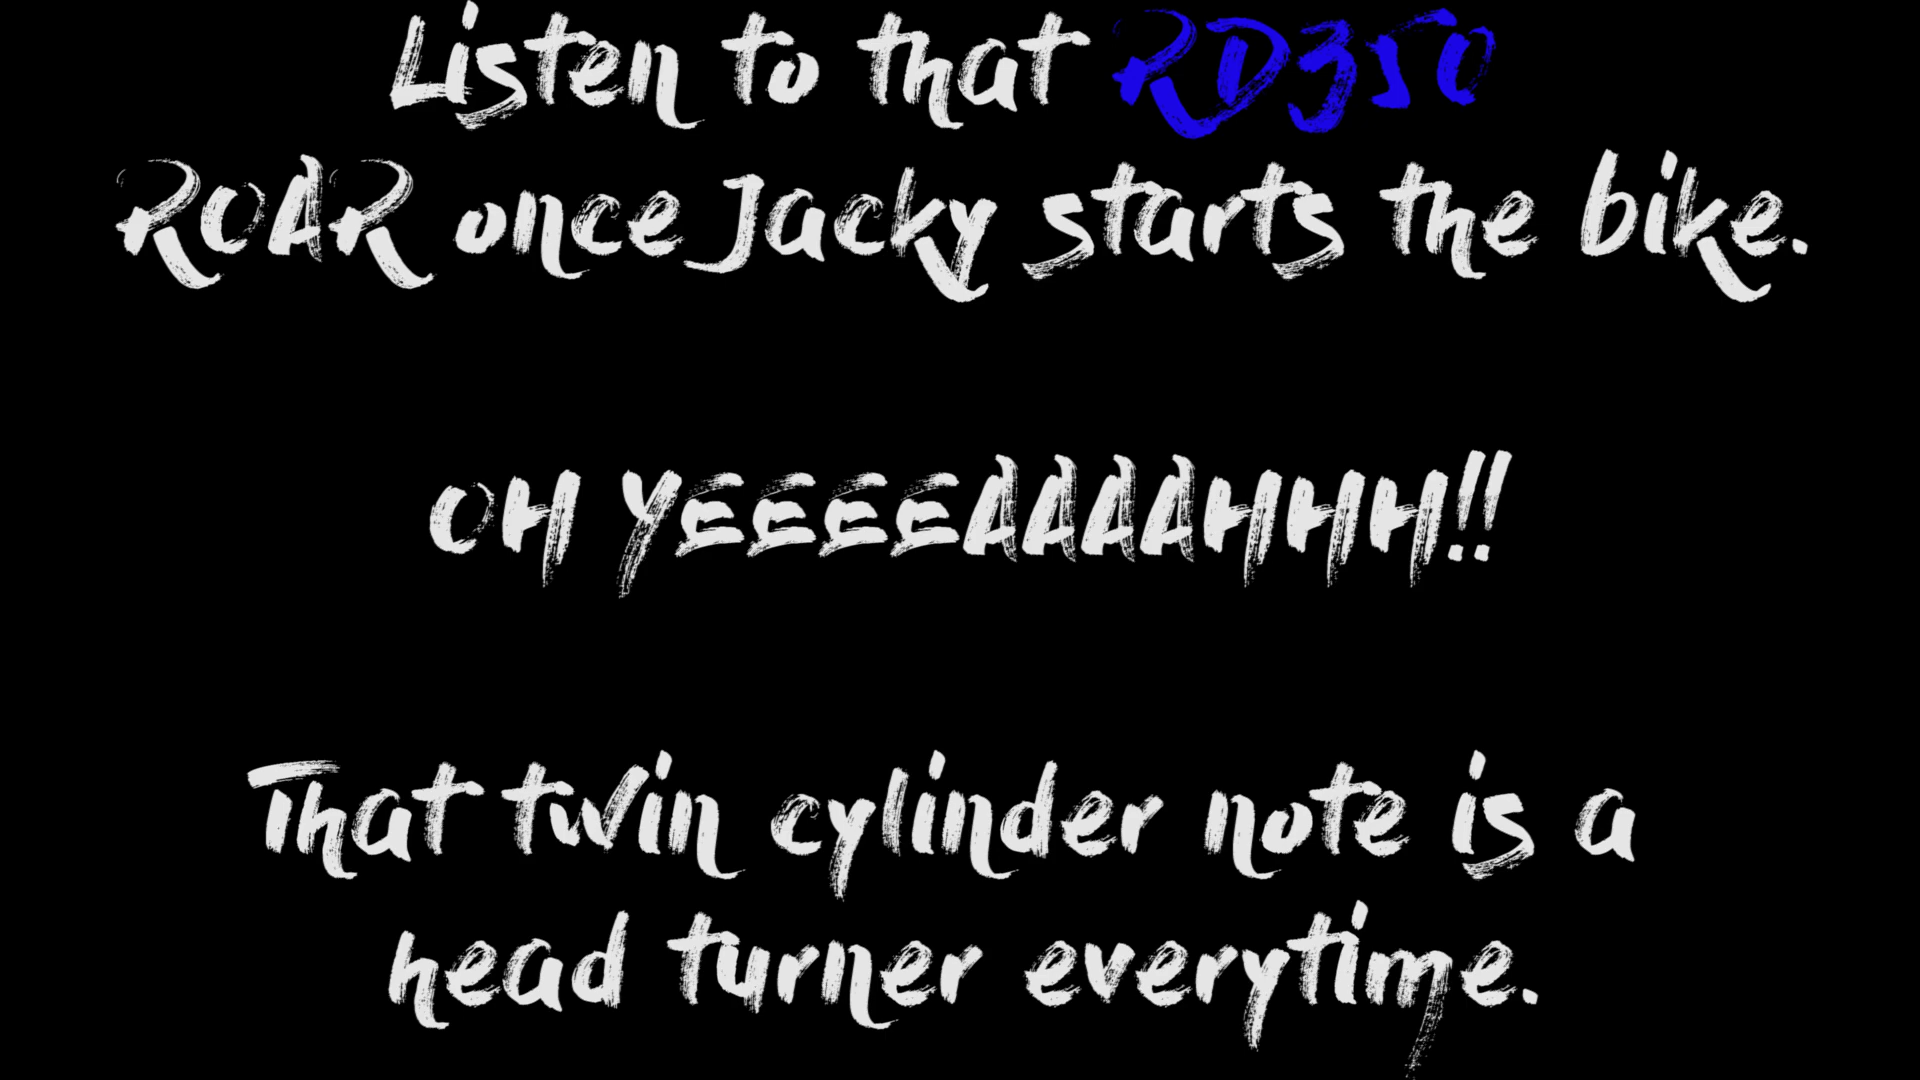 Listen to that RD350
ROAR once Jacky starts the bike.
OH YEEEEAAAAHHH!!
That twin cylinder note is a
head turner everytime.